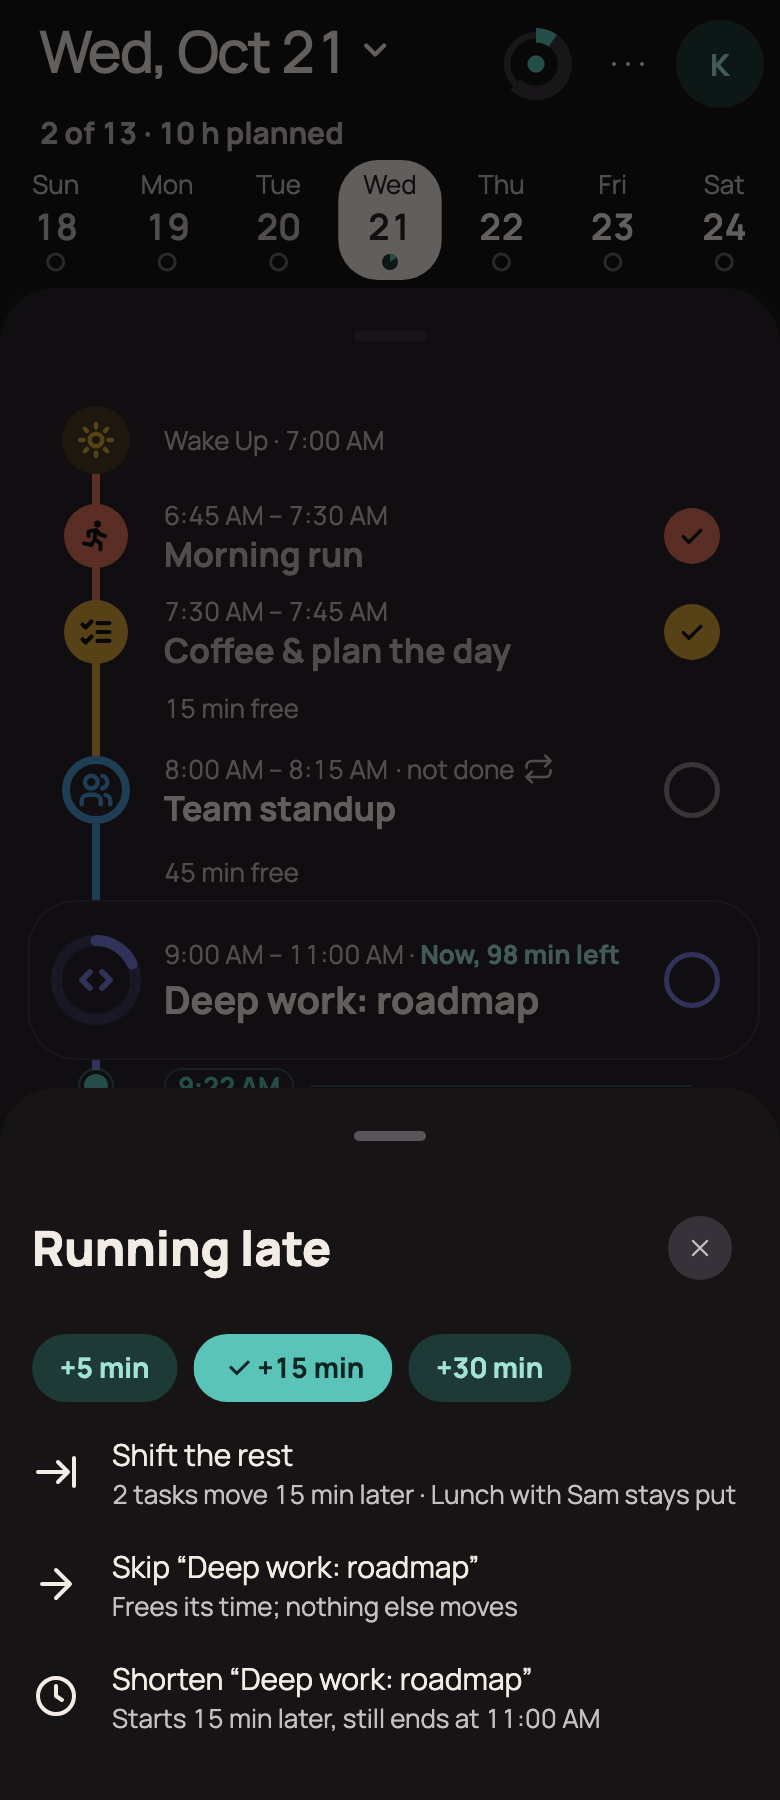 Wed, Oct 21
K
2 of 13 · 10 h planned
Sun Mon Tue Wed Thu Fri Sat
18 19 20 21 22 23 24
Wake Up · 7:00 AM
6:45 AM – 7:30 AM
Morning run
7:30 AM – 7:45 AM
Coffee & plan the day
15 min free
8:00 AM – 8:15 AM · not done
Team standup
45 min free
9:00 AM – 11:00 AM · Now, 98 min left
Deep work: roadmap
9:22 AM
Running late
+5 min
+15 min
+30 min
Shift the rest
2 tasks move 15 min later · Lunch with Sam stays put
Skip “Deep work: roadmap”
Frees its time; nothing else moves
Shorten “Deep work: roadmap”
Starts 15 min later, still ends at 11:00 AM